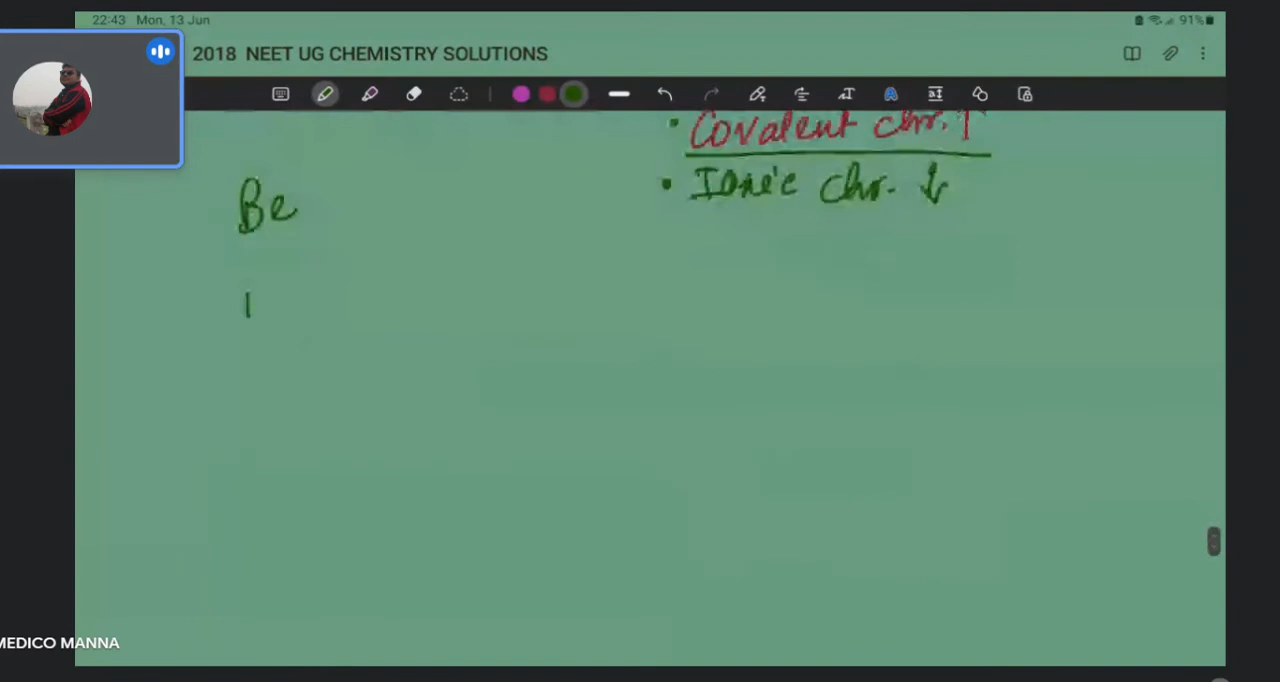 22:43 Mon, 13 Jun
91%
2018 NEET UG CHEMISTRY SOLUTIONS
• Covalent chr. ↑
• Ionic chr. ↓
Be
MEDICO MANNA